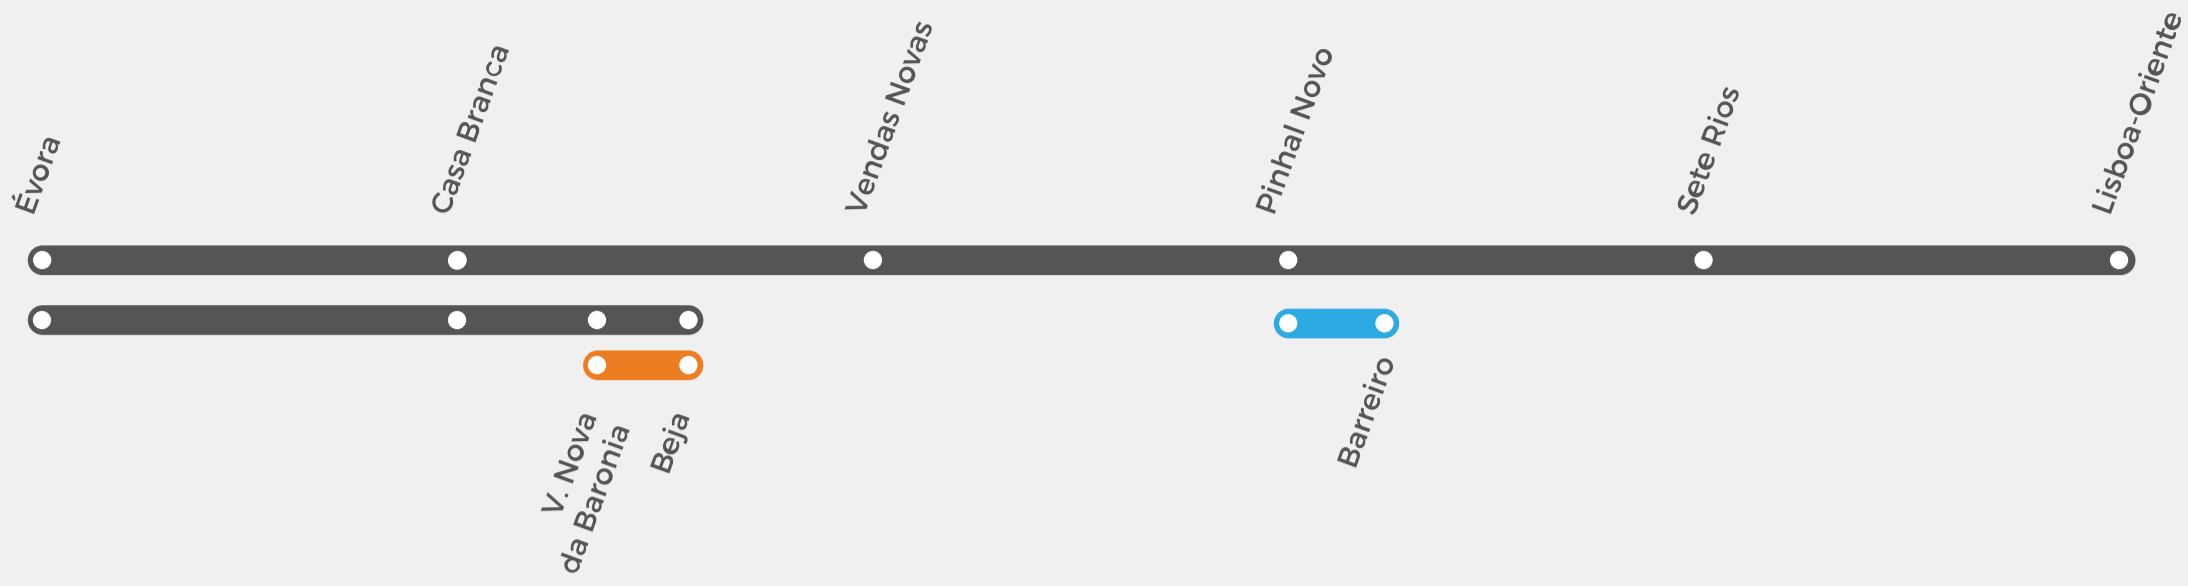 Évora
Casa Branca
Vendas Novas
Pinhal Novo
Sete Rios
Lisboa-Oriente
V. Nova
da Baronia
Beja
Barreiro